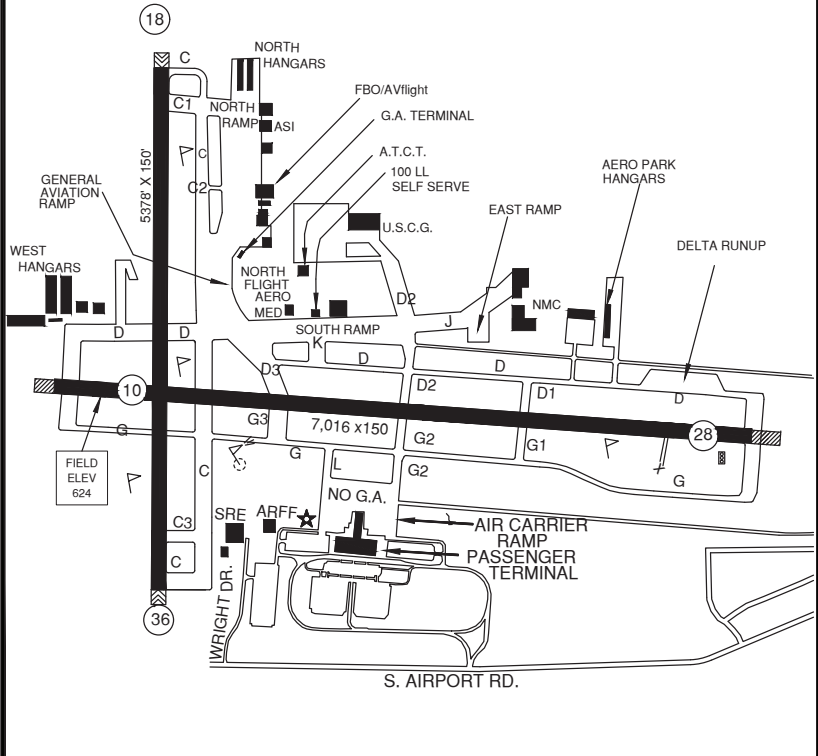 18
C
NORTH
HANGARS
C1
NORTH
RAMP
ASI
FBO/AVflight
G.A. TERMINAL
A.T.C.T.
100 LL
SELF SERVE
5378' X 150'
C
C2
GENERAL
AVIATION
RAMP
U.S.C.G.
AERO PARK
HANGARS
EAST RAMP
DELTA RUNUP
WEST
HANGARS
NORTH
FLIGHT
AERO
MED
D2
J
NMC
D
D
SOUTH RAMP
K
D
D
D3
D2
D1
D
10
G3
7,016 x150
G2
G1
28
G
G
L
G2
G
FIELD
ELEV
624
C
NO G.A.
C3
SRE
ARFF
AIR CARRIER
RAMP
PASSENGER
TERMINAL
C
36
WRIGHT DR.
S. AIRPORT RD.